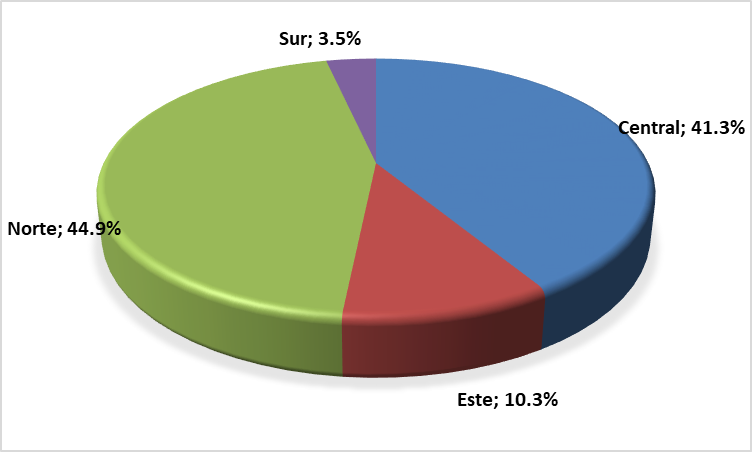 Sur; 3.5%
Central; 41.3%
Norte; 44.9%
Este; 10.3%